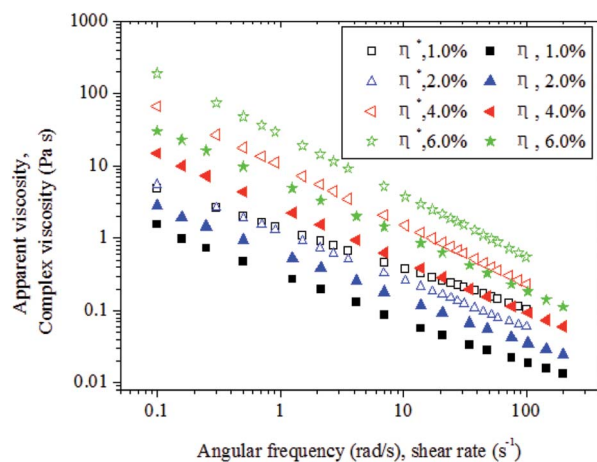 1000
100
10
1
0.1
0.01
Apparent viscosity,
Complex viscosity (Pa s)
η*,1.0% η, 1.0%
η*,2.0% η, 2.0%
η*,4.0% η, 4.0%
η*,6.0% η, 6.0%
0.1 1 10 100
Angular frequency (rad/s), shear rate (s⁻¹)